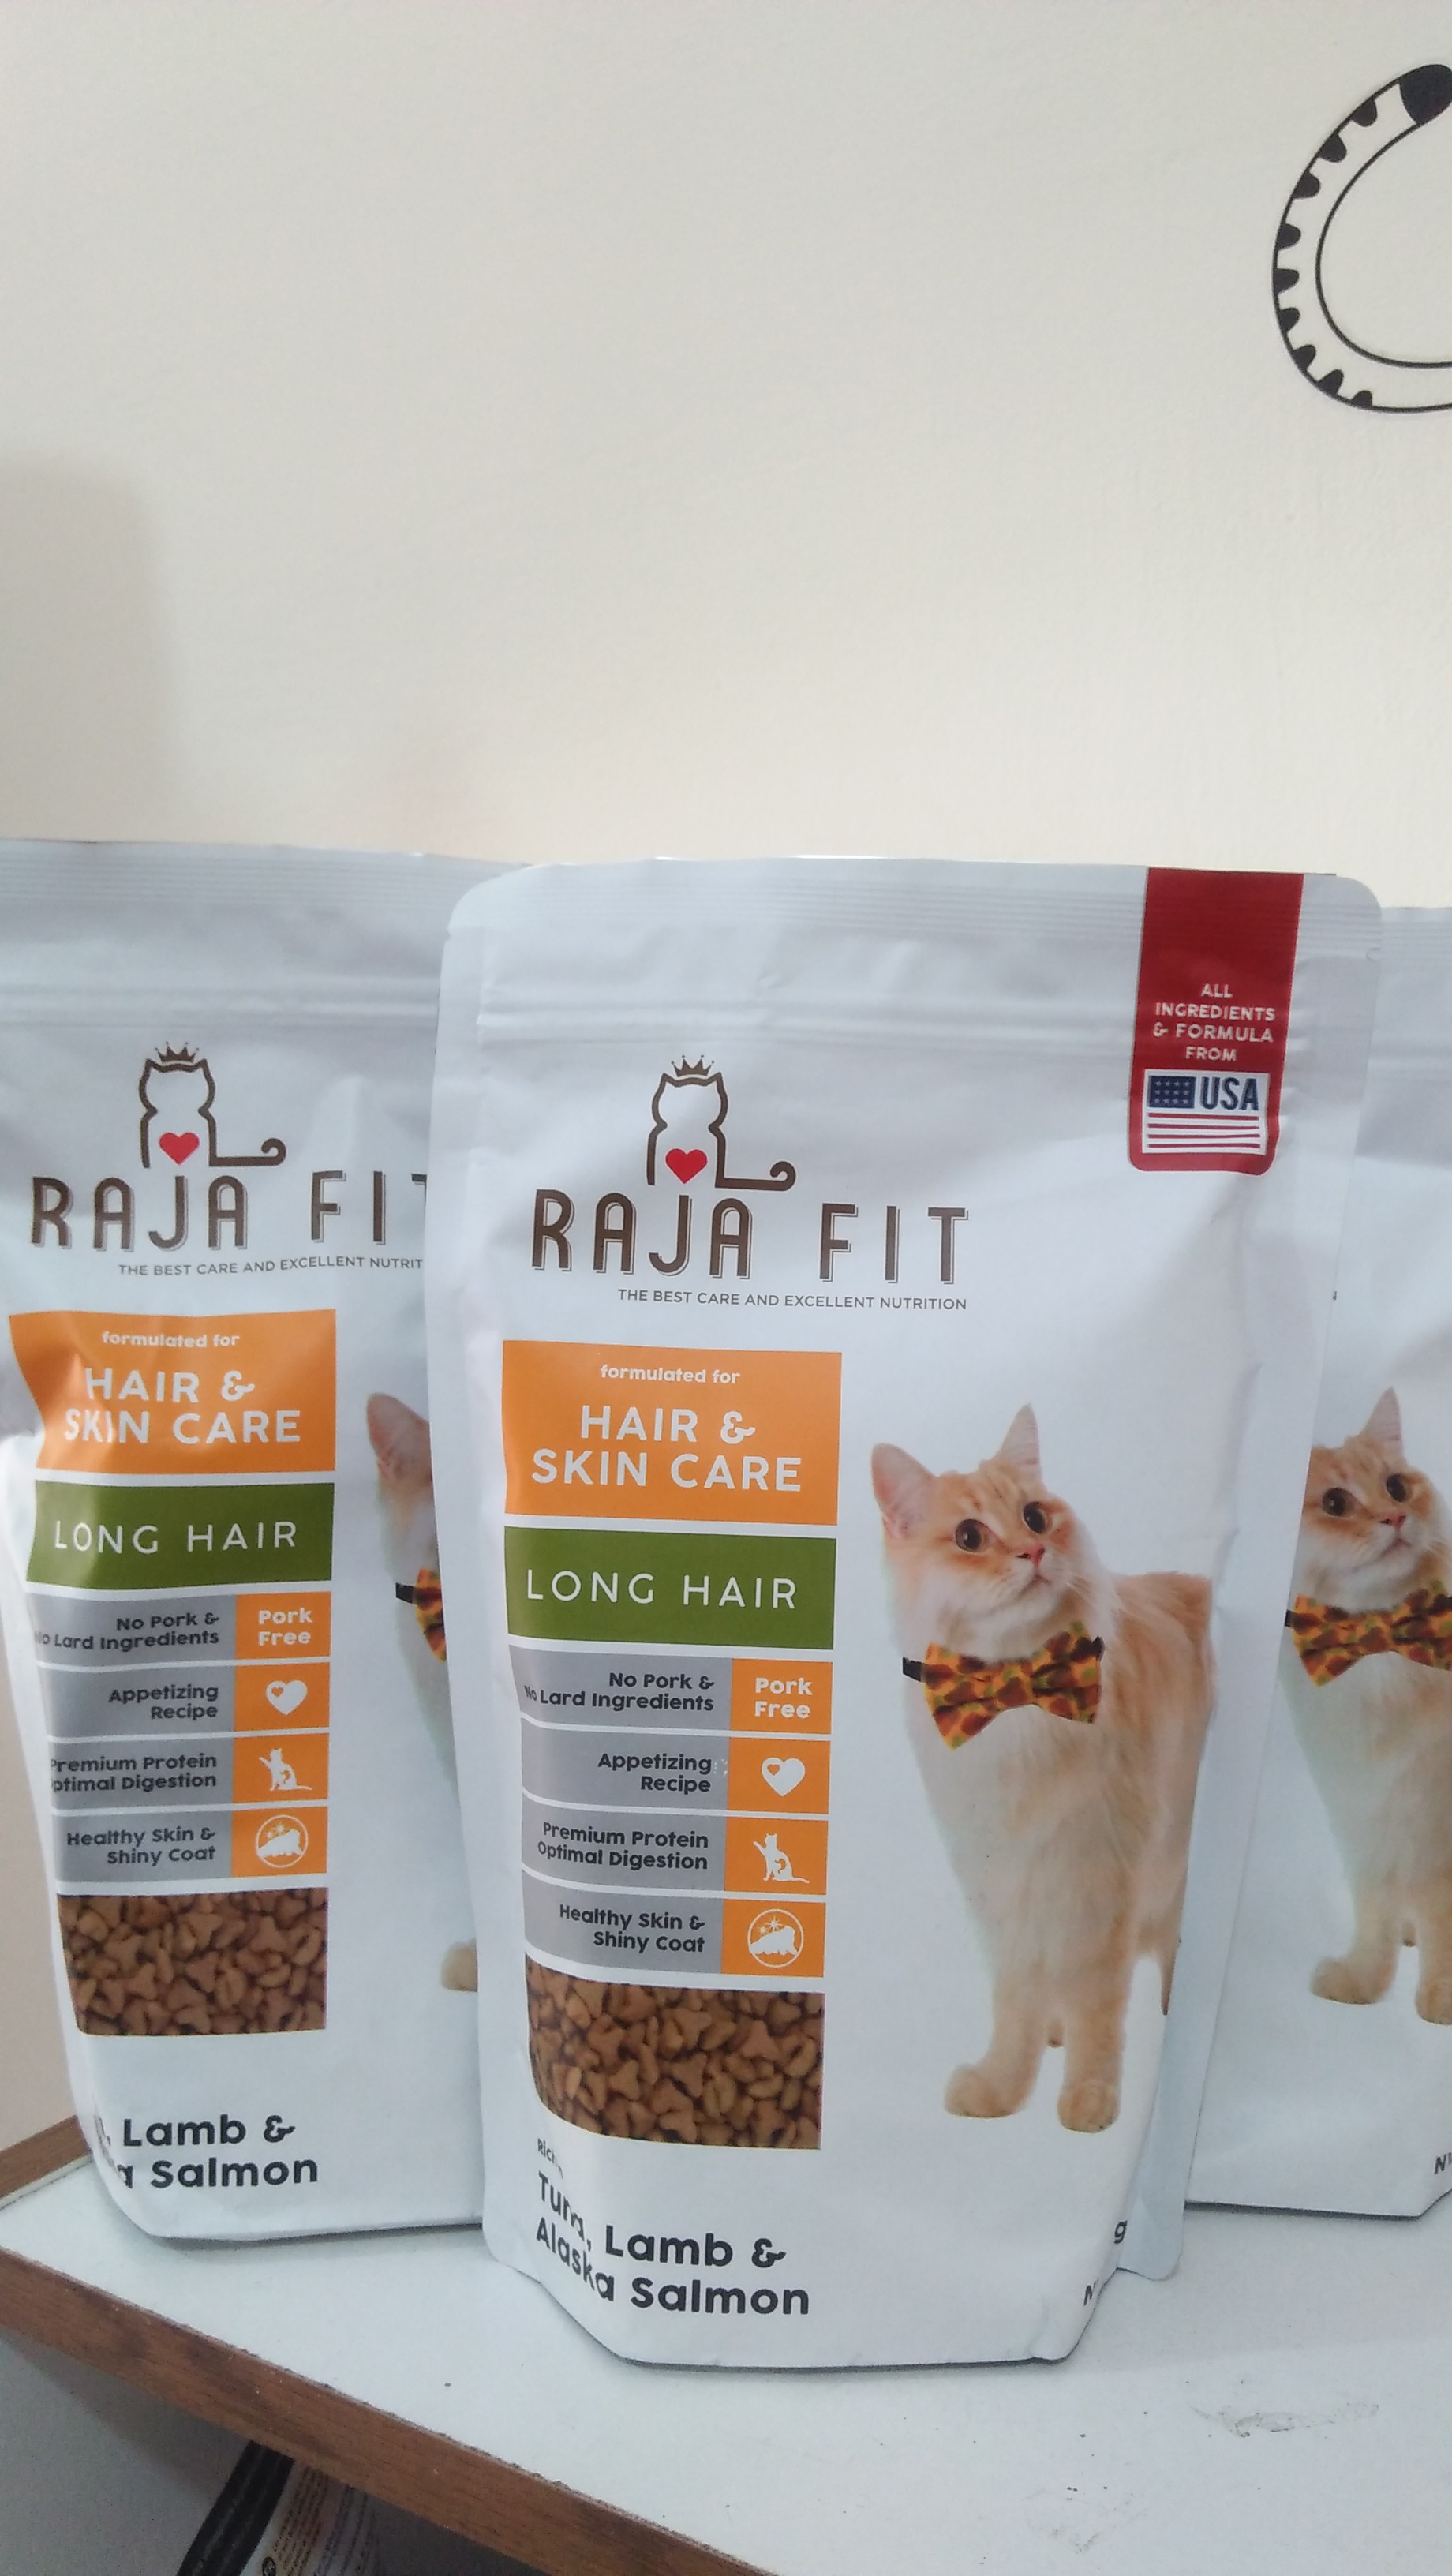 RAJA FIT
THE BEST CARE AND EXCELLENT NUTRIT
formulated for
HAIR &
SKIN CARE
LONG HAIR
No Pork &
No Lard Ingredients
Pork
Free
Appetizing
Recipe
Premium Protein
Optimal Digestion
Healthy Skin &
Shiny Coat
Lamb &
Salmon
ALL
INGREDIENTS
& FORMULA
FROM
USA
RAJA FIT
THE BEST CARE AND EXCELLENT NUTRITION
formulated for
HAIR &
SKIN CARE
LONG HAIR
No Pork &
No Lard Ingredients
Pork
Free
Appetizing
Recipe
Premium Protein
Optimal Digestion
Healthy Skin &
Shiny Coat
Tuna, Lamb &
Alaska Salmon
g